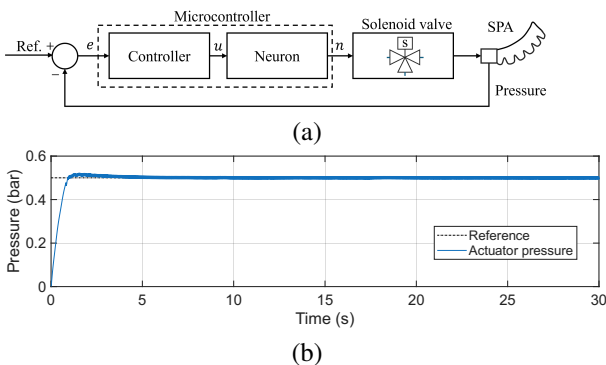 Microcontroller
Solenoid valve
SPA
Ref.
+
e
Controller
u
Neuron
n
S
−
Pressure
(a)
0.6
0.4
0.2
0
Pressure (bar)
Reference
Actuator pressure
0 5 10 15 20 25 30
Time (s)
(b)